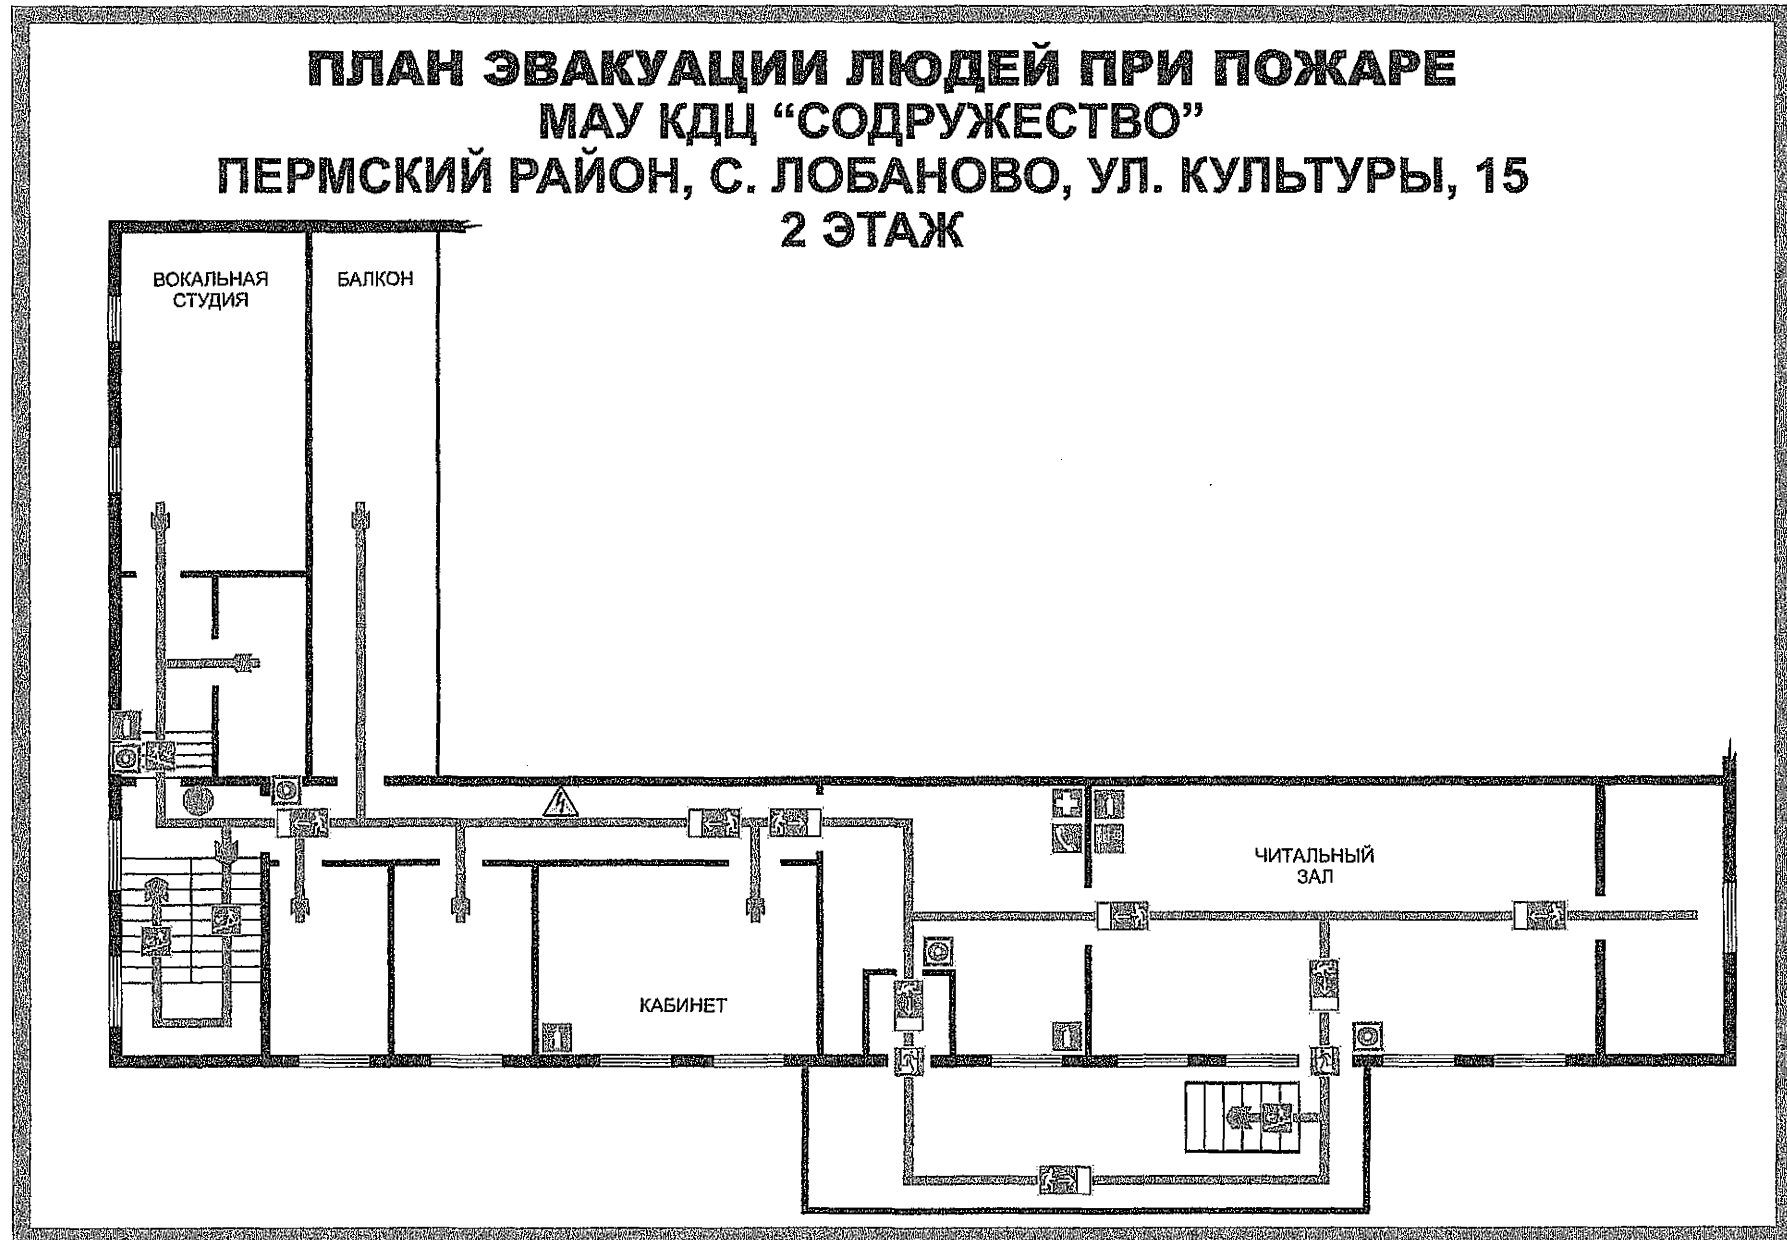 ПЛАН ЭВАКУАЦИИ ЛЮДЕЙ ПРИ ПОЖАРЕ
МАУ КДЦ “СОДРУЖЕСТВО”
ПЕРМСКИЙ РАЙОН, С. ЛОБАНОВО, УЛ. КУЛЬТУРЫ, 15
2 ЭТАЖ
ВОКАЛЬНАЯ
СТУДИЯ
БАЛКОН
ЧИТАЛЬНЫЙ
ЗАЛ
КАБИНЕТ